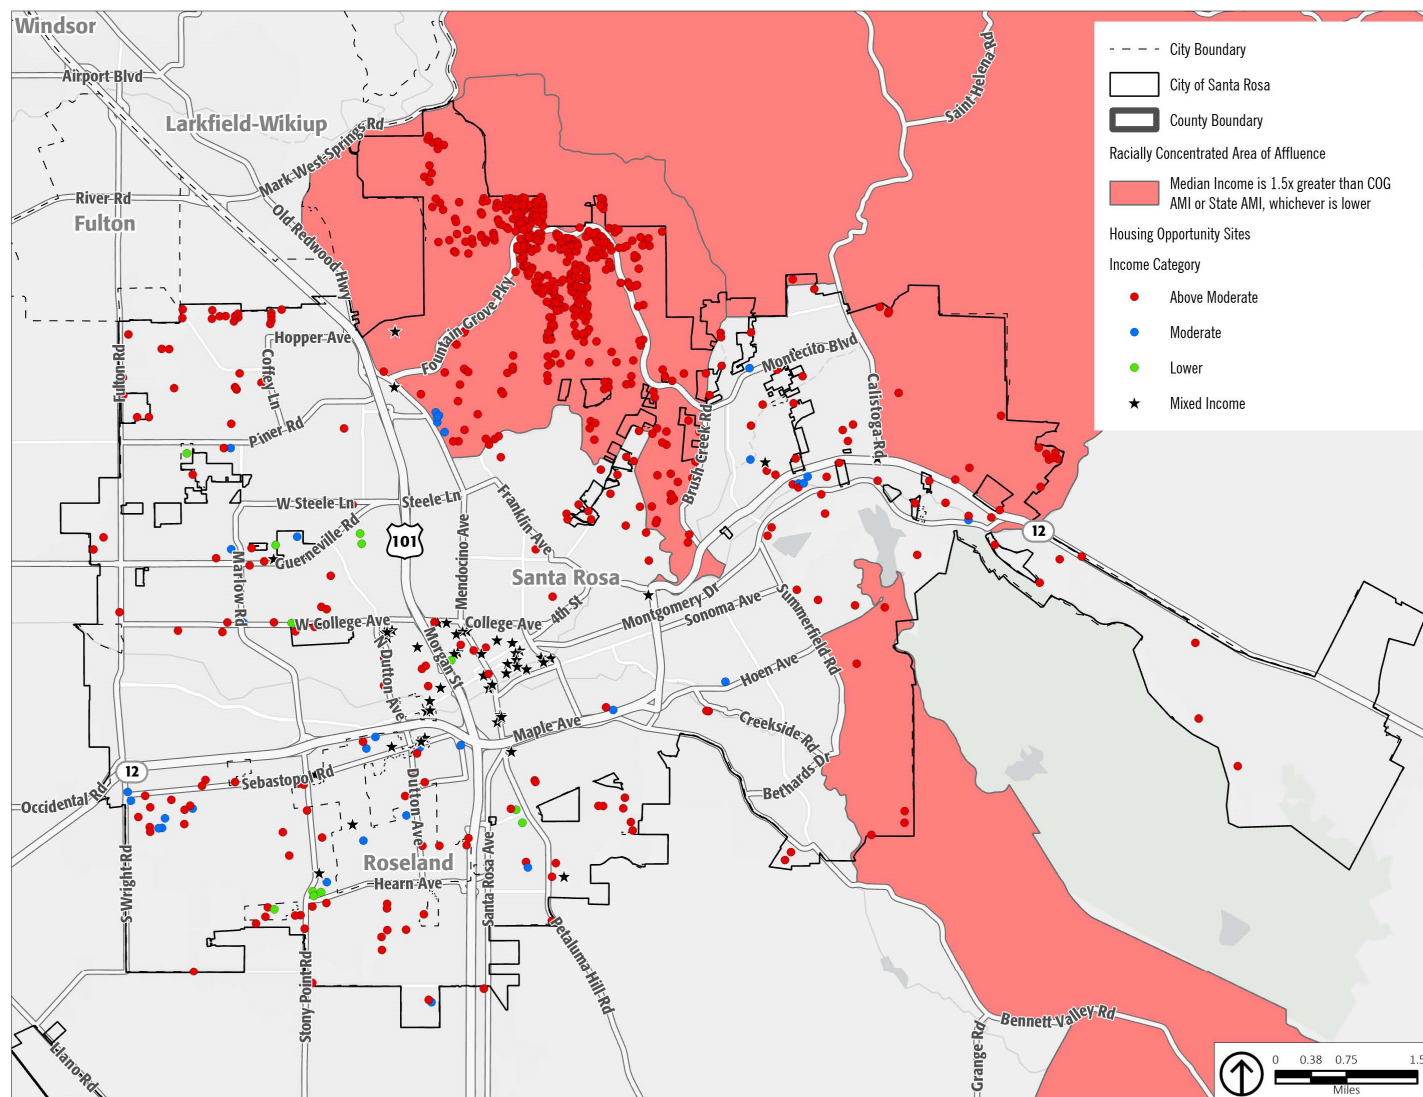 Windsor
Airport Blvd
Larkfield-Wikiup
Mark West Springs Rd
River Rd
Fulton
Old Redwood Hwy
Saint Helena Rd
Hopper Ave
Fountain Grove Pky
Fulton Rd
Coffey Ln
Piner Rd
Montecito Blvd
Calistoga Rd
Brush Creek Rd
W Steele Ln
Steele Ln
Guerneville Rd
101
Franklin Ave
Mendocino Ave
Marlow Rd
Santa Rosa
12
4th St
Montgomery Dr
Sonoma Ave
Summerfield Rd
W College Ave
College Ave
N Dutton Ave
Morgan St
Hoen Ave
Maple Ave
Creekside Rd
Bethards Dr
12
Sebastopol Rd
Occidental Rd
Dutton Ave
Roseland
Hearn Ave
S Wright Rd
Santa Rosa Ave
Stony Point Rd
Petaluma Hill Rd
Bennett Valley Rd
Grange Rd
Llano Rd
City Boundary
City of Santa Rosa
County Boundary
Racially Concentrated Area of Affluence
Median Income is 1.5x greater than COG
AMI or State AMI, whichever is lower
Housing Opportunity Sites
Income Category
Above Moderate
Moderate
Lower
Mixed Income
0 0.38 0.75 1.5
Miles